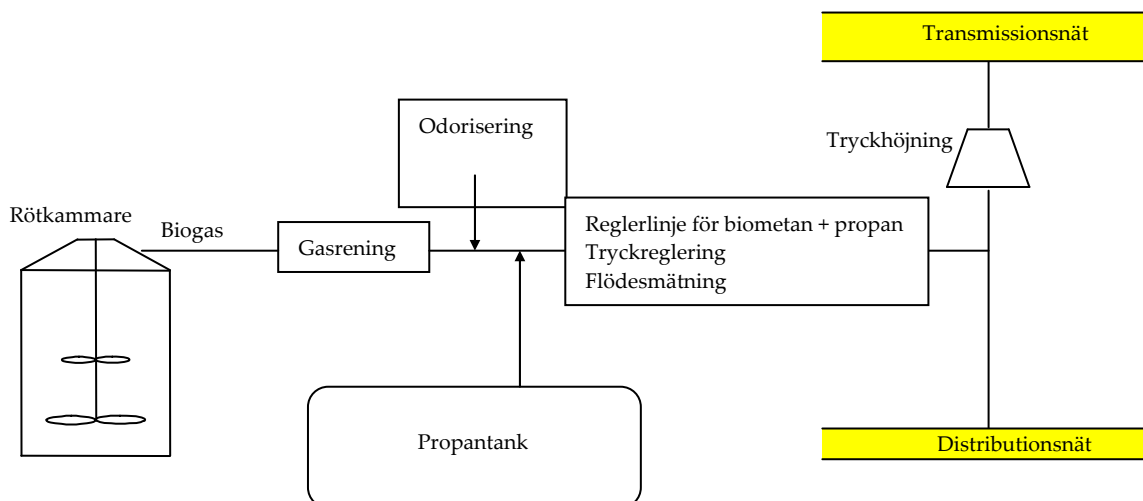 Transmissionsnät
Odorisering
Tryckhöjning
Rötkammare
Biogas
Gasrening
Reglerlinje för biometan + propan
Tryckreglering
Flödesmätning
Propantank
Distributionsnät